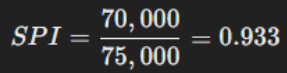 SPI = 70,000 / 75,000 = 0.933